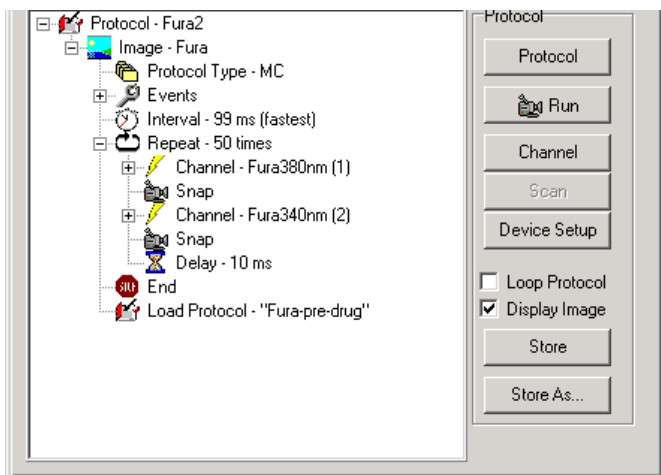 Protocol - Fura2
Image - Fura
Protocol Type - MC
Events
Interval - 99 ms (fastest)
Repeat - 50 times
Channel - Fura380nm (1)
Snap
Channel - Fura340nm (2)
Snap
Delay - 10 ms
STOP End
Load Protocol - "Fura-pre-drug"
Protocol
Protocol
Run
Channel
Scan
Device Setup
Loop Protocol
Display Image
Store
Store As...